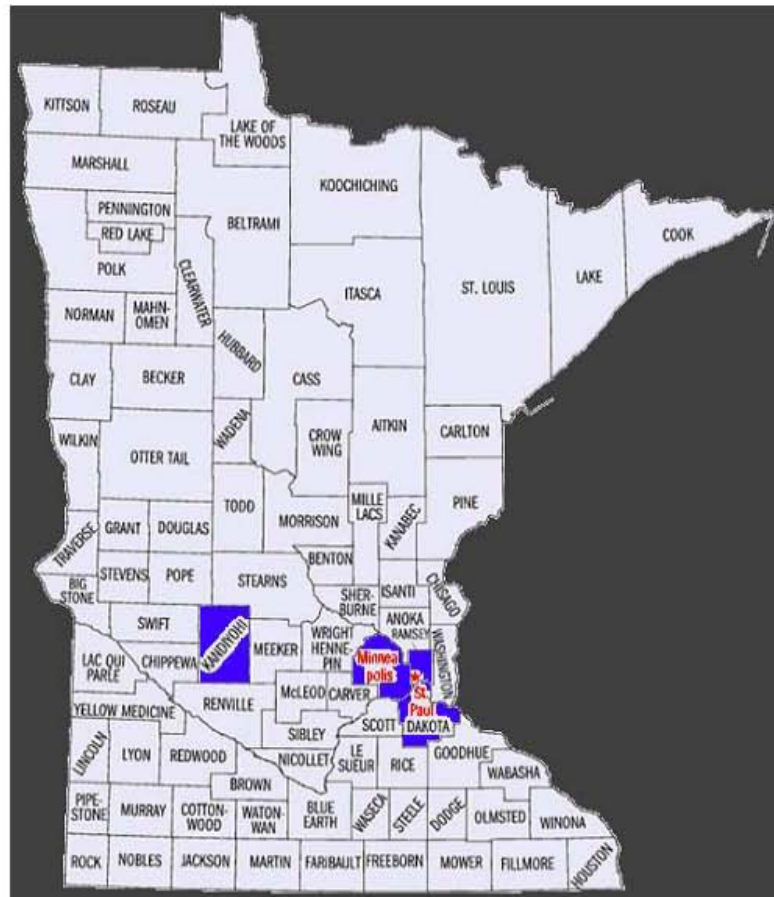 KITTSON
ROSEAU
LAKE OF
THE WOODS
MARSHALL
KOOCHICHING
PENNINGTON
RED LAKE
POLK
BELTRAMI
CLEARWATER
ITASCA
ST. LOUIS
LAKE
COOK
NORMAN
MAHN-
OMEN
HUBBARD
CASS
CLAY
BECKER
WADENA
CROW
WING
AITKIN
CARLTON
WILKIN
OTTER TAIL
TODD
MORRISON
MILLE
LACS
KANABEC
PINE
TRAVERSE
GRANT
DOUGLAS
BENTON
BIG
STONE
STEVENS
POPE
STEARNS
SHER-
BURNE
ISANTI
CHISAGO
SWIFT
KANDIYOHI
MEEKER
WRIGHT
HENNE-
PIN
ANOKA
RAMSEY
WASHINGTON
LAC QUI
PARLE
CHIPPEWA
Minnea
polis
St.
Paul
YELLOW MEDICINE
RENVILLE
McLEOD
CARVER
SCOTT
DAKOTA
SIBLEY
LINCOLN
LYON
REDWOOD
NICOLLET
LE
SUEUR
RICE
GOODHUE
WABASHA
BROWN
PIPE-
STONE
MURRAY
COTTON-
WOOD
WATON-
WAN
BLUE
EARTH
WASECA
STEELE
DODGE
OLMSTED
WINONA
ROCK
NOBLES
JACKSON
MARTIN
FARIBAULT
FREEBORN
MOWER
FILLMORE
HOUSTON